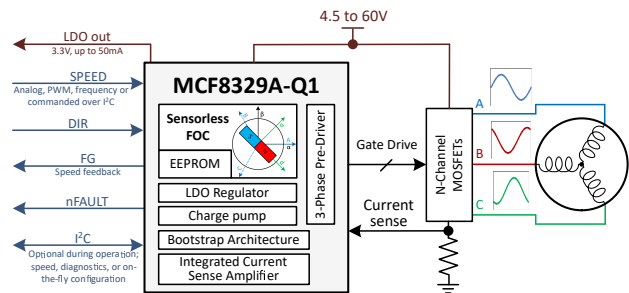 4.5 to 60V
LDO out
3.3V, up to 50mA
SPEED
Analog, PWM, frequency or
commanded over I²C
DIR
FG
Speed feedback
nFAULT
I²C
Optional during operation;
speed, diagnostics, or on-
the-fly configuration
MCF8329A-Q1
Sensorless
FOC
EEPROM
LDO Regulator
Charge pump
Bootstrap Architecture
Integrated Current
Sense Amplifier
3-Phase Pre-Driver
Gate Drive
Current
sense
N-Channel
MOSFETs
A
B
C